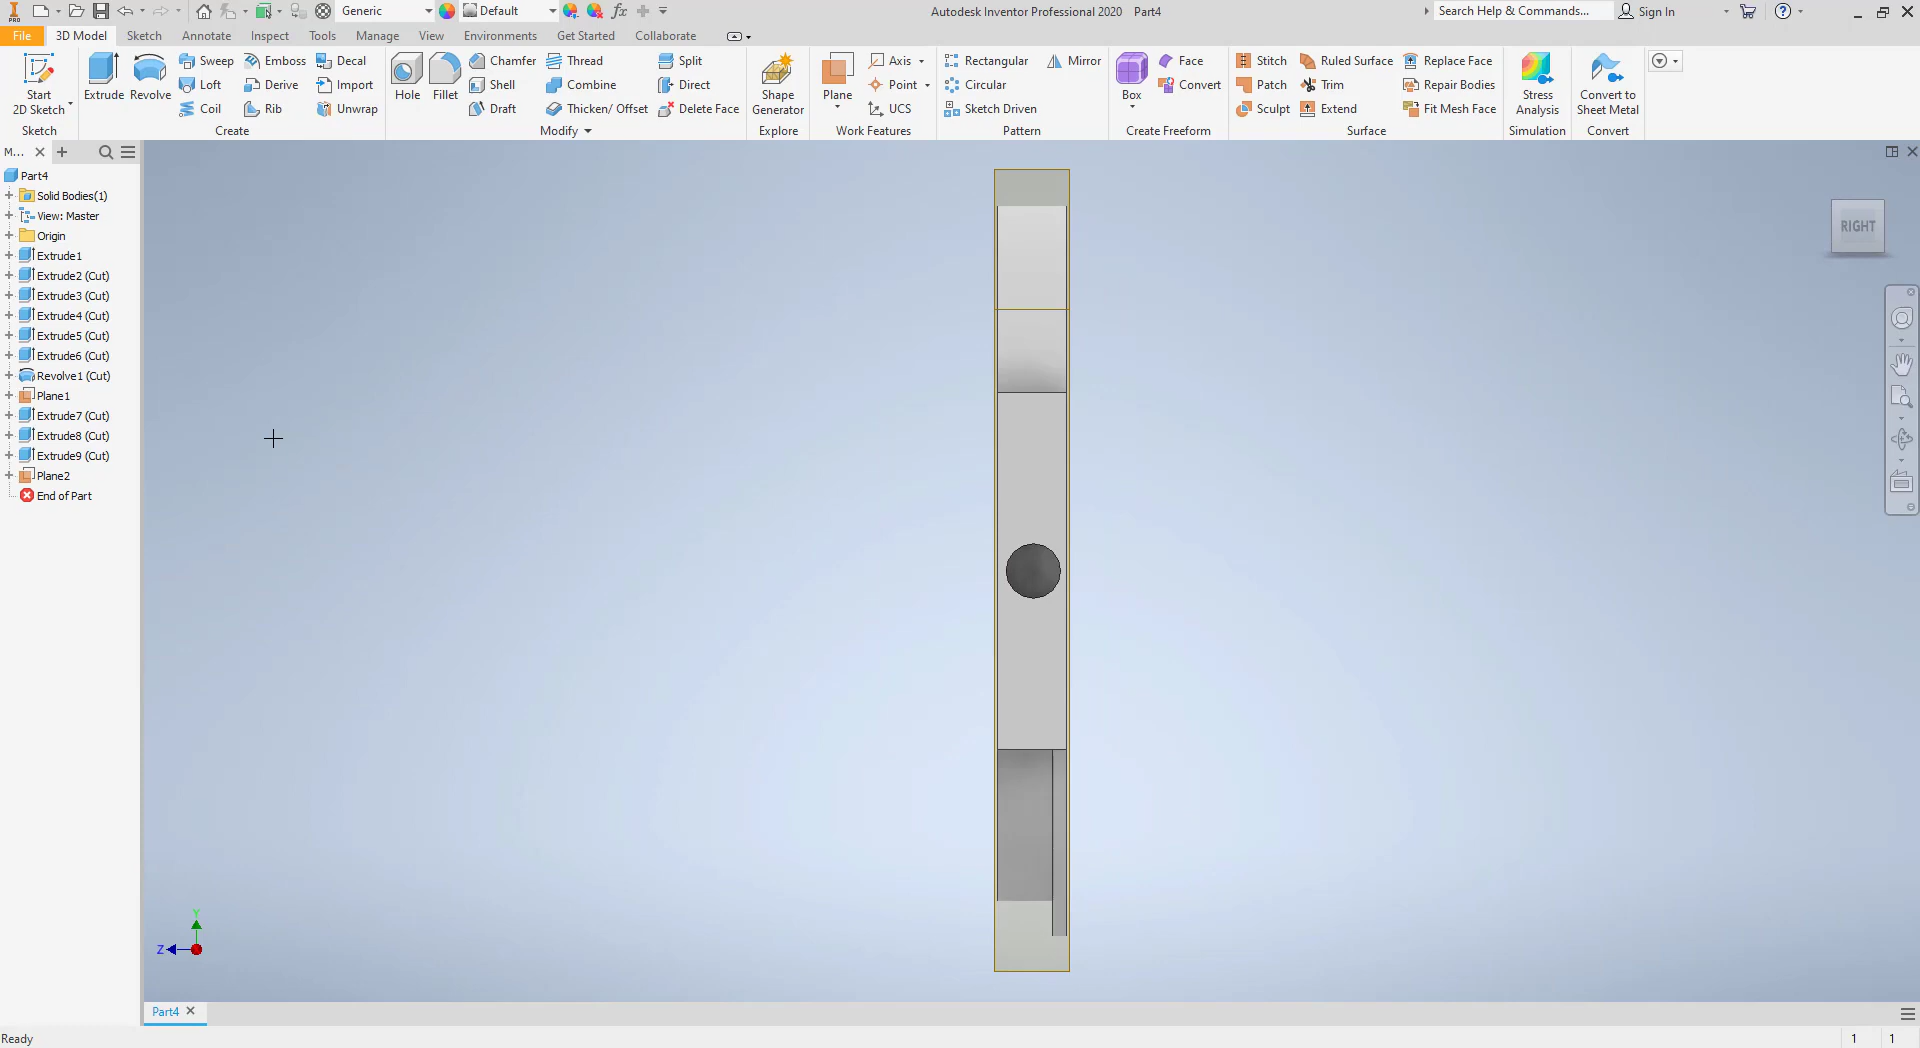 PRO Generic Default fx Autodesk Inventor Professional 2020 Part4 Search Help & Commands... Sign In
File 3D Model Sketch Annotate Inspect Tools Manage View Environments Get Started Collaborate
Start 2D Sketch
Sketch
Extrude Revolve
Sweep Emboss Decal
Loft Derive Import
Coil Rib Unwrap
Create
Hole Fillet
Chamfer Thread Split
Shell Combine Direct
Draft Thicken/ Offset Delete Face
Modify
Shape Generator
Explore
Plane
Axis
Point
UCS
Work Features
Rectangular Mirror
Circular
Sketch Driven
Pattern
Box
Face
Convert
Create Freeform
Stitch Ruled Surface Replace Face
Patch Trim Repair Bodies
Sculpt Extend Fit Mesh Face
Surface
Stress Analysis
Simulation
Convert to Sheet Metal
Convert
M...
Part4
Solid Bodies(1)
View: Master
Origin
Extrude1
Extrude2 (Cut)
Extrude3 (Cut)
Extrude4 (Cut)
Extrude5 (Cut)
Extrude6 (Cut)
Revolve1 (Cut)
Plane1
Extrude7 (Cut)
Extrude8 (Cut)
Extrude9 (Cut)
Plane2
End of Part
RIGHT
Y
Z
Part4
Ready 1 1